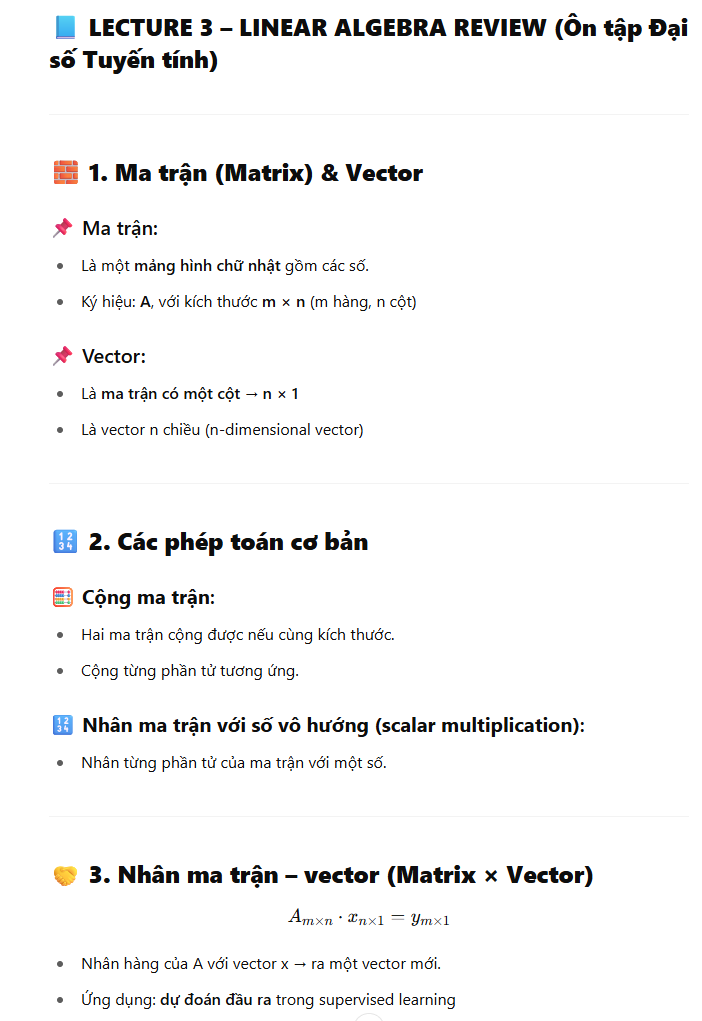 📘 LECTURE 3 – LINEAR ALGEBRA REVIEW (Ôn tập Đại
số Tuyến tính)
🧱 1. Ma trận (Matrix) & Vector
📌 Ma trận:
• Là một mảng hình chữ nhật gồm các số.
• Ký hiệu: A, với kích thước m × n (m hàng, n cột)
📌 Vector:
• Là ma trận có một cột → n × 1
• Là vector n chiều (n-dimensional vector)
🔢 2. Các phép toán cơ bản
🧮 Cộng ma trận:
• Hai ma trận cộng được nếu cùng kích thước.
• Cộng từng phần tử tương ứng.
🔢 Nhân ma trận với số vô hướng (scalar multiplication):
• Nhân từng phần tử của ma trận với một số.
🤝 3. Nhân ma trận – vector (Matrix × Vector)
A_{m×n} · x_{n×1} = y_{m×1}
• Nhân hàng của A với vector x → ra một vector mới.
• Ứng dụng: dự đoán đầu ra trong supervised learning